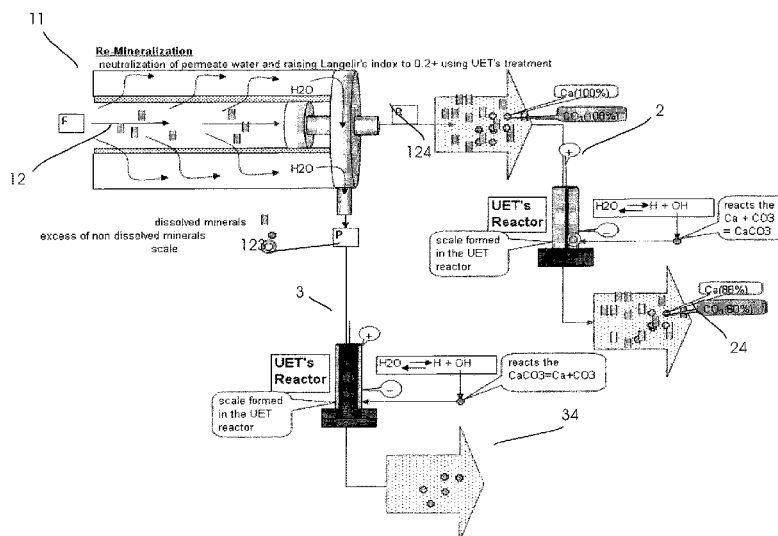 11
Re-Mineralization
neutralization of permeate water and raising Langelir's index to 0.2+ using UET's treatment
H2O
F
12
H2O
124
Ca(100%)
CO3(100%)
2
+
UET's
Reactor
H2O H + OH
reacts the
Ca + CO3
= CaCO3
scale formed
in the UET
reactor
−
dissolved minerals
excess of non dissolved minerals
scale
123
P
3
Ca(88%)
CO3(80%)
24
+
UET's
Reactor
H2O H + OH
reacts the
CaCO3=Ca+CO3
−
scale formed
in the UET
reactor
34